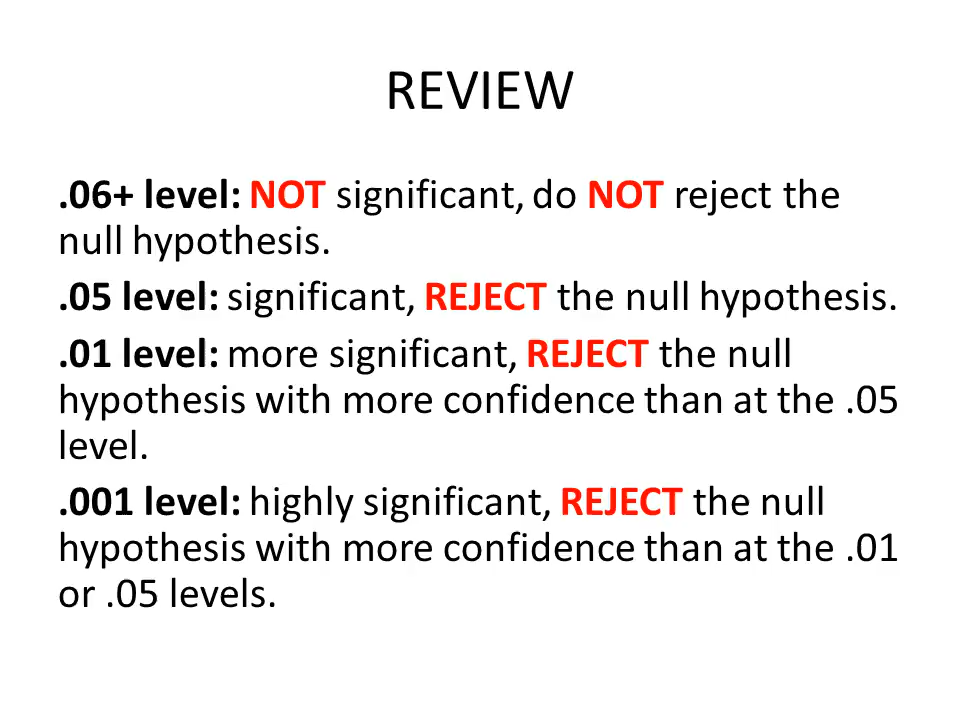 REVIEW
.06+ level: NOT significant, do NOT reject the
null hypothesis.
.05 level: significant, REJECT the null hypothesis.
.01 level: more significant, REJECT the null
hypothesis with more confidence than at the .05
level.
.001 level: highly significant, REJECT the null
hypothesis with more confidence than at the .01
or .05 levels.